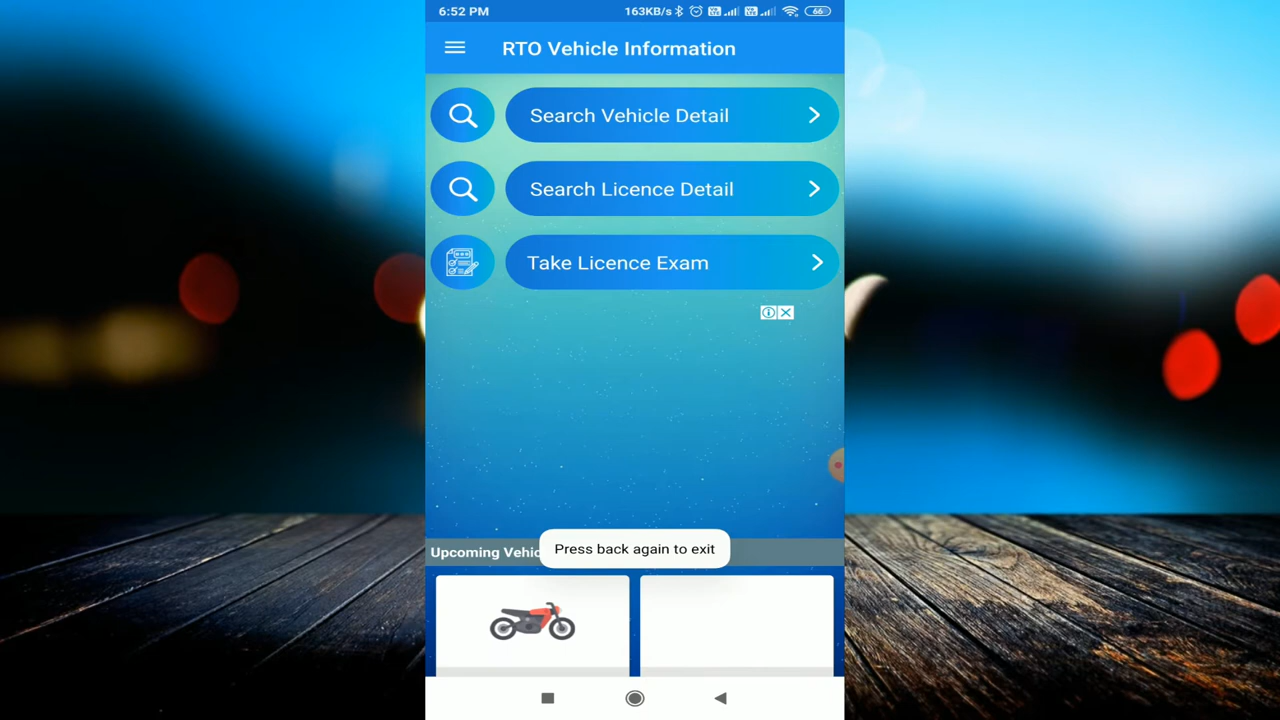 6:52 PM
163KB/s
66
RTO Vehicle Information
Search Vehicle Detail
Search Licence Detail
Take Licence Exam
Upcoming Vehic
Press back again to exit